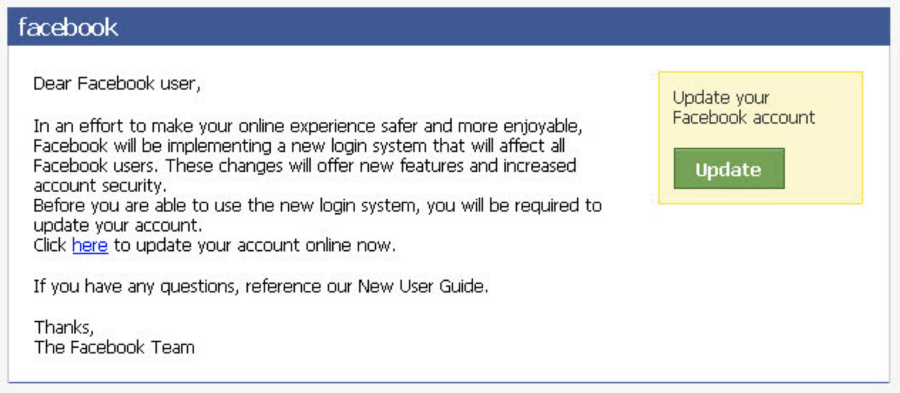 facebook
Dear Facebook user,
In an effort to make your online experience safer and more enjoyable,
Facebook will be implementing a new login system that will affect all
Facebook users. These changes will offer new features and increased
account security.
Before you are able to use the new login system, you will be required to
update your account.
Click here to update your account online now.
If you have any questions, reference our New User Guide.
Thanks,
The Facebook Team
Update your
Facebook account
Update